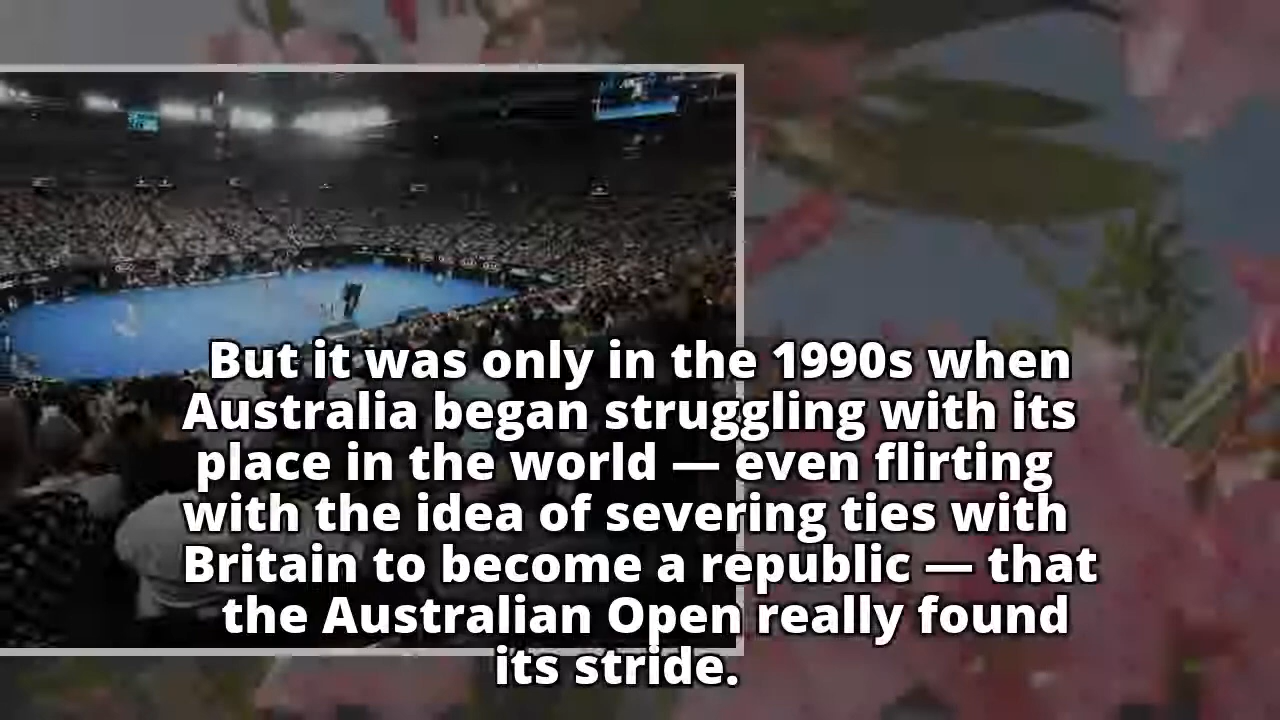 But it was only in the 1990s when
Australia began struggling with its
place in the world — even flirting
with the idea of severing ties with
Britain to become a republic — that
the Australian Open really found
its stride.